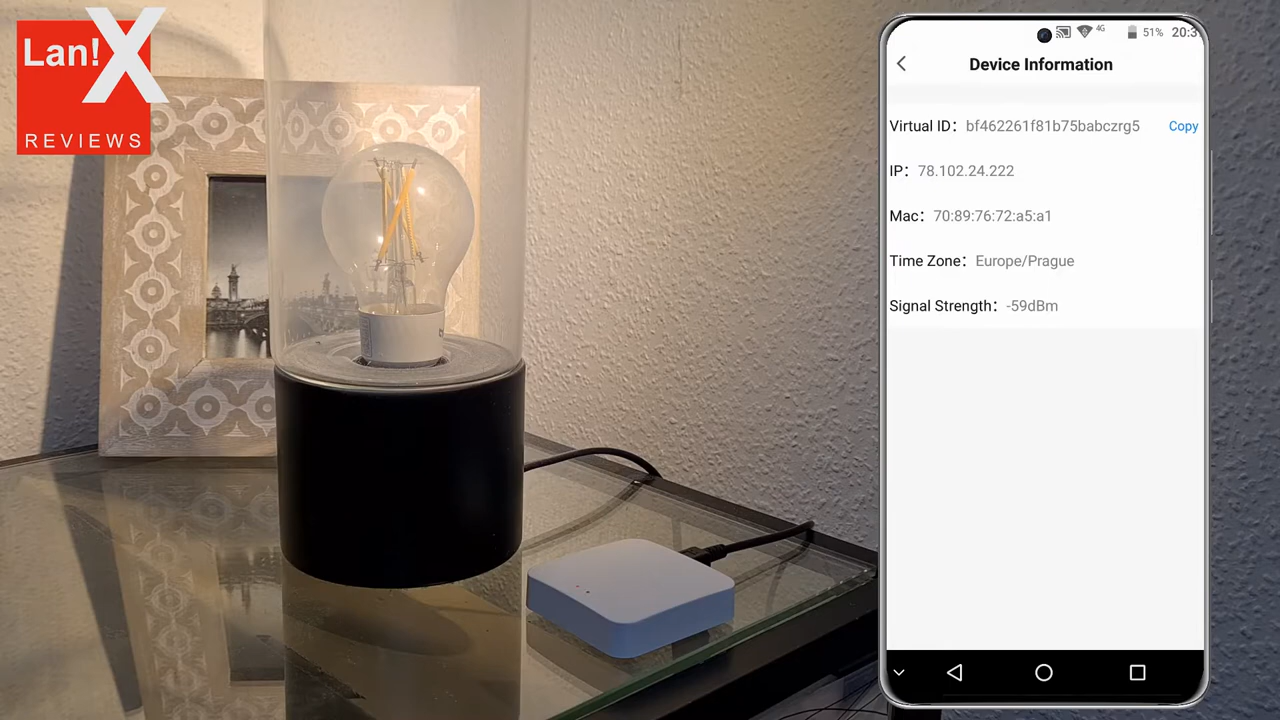 Lan!X
REVIEWS
4G 51% 20:3
Device Information
Virtual ID: bf462261f81b75babczrg5 Copy
IP: 78.102.24.222
Mac: 70:89:76:72:a5:a1
Time Zone: Europe/Prague
Signal Strength: -59dBm